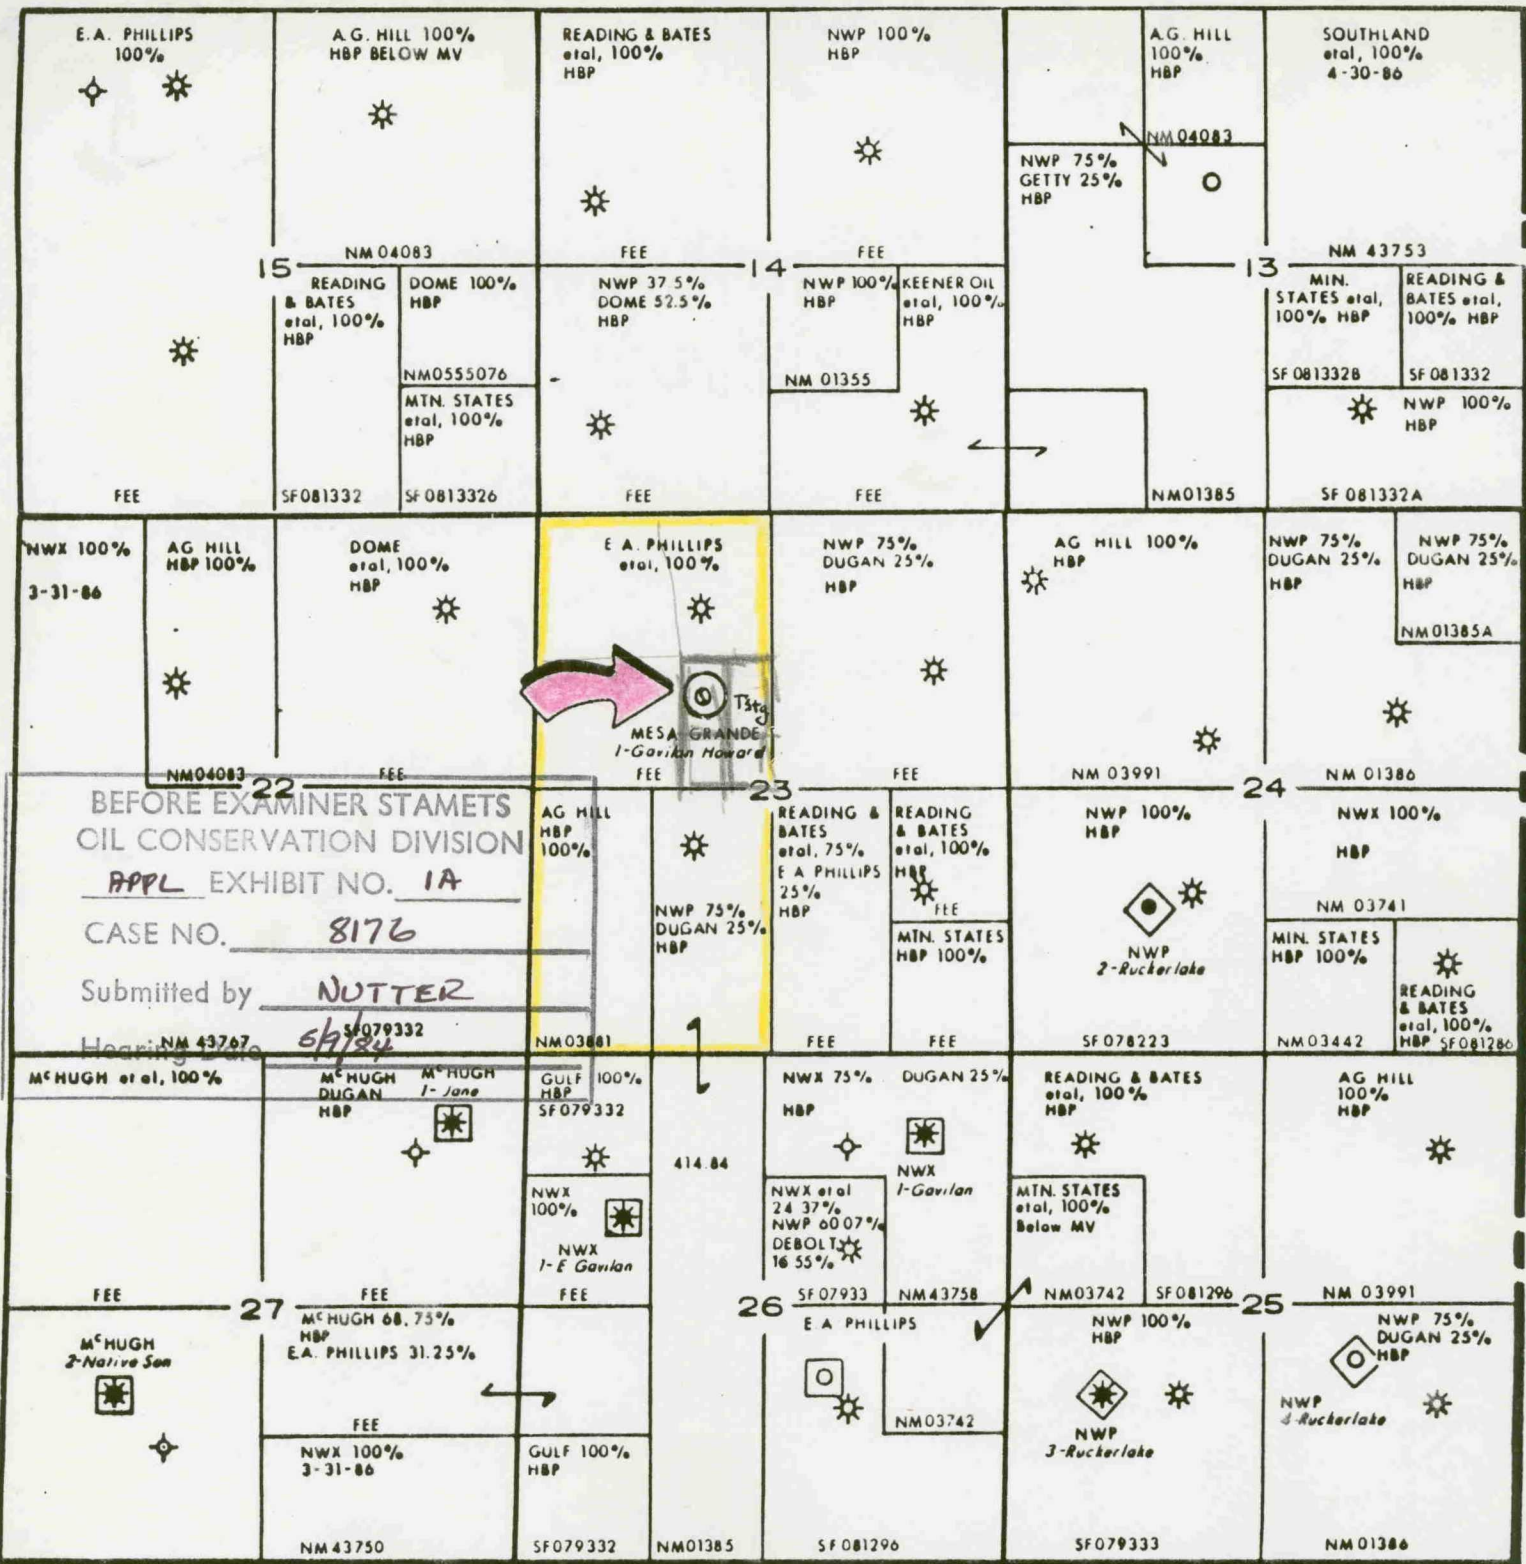 E.A. PHILLIPS
100%
A.G. HILL 100%
HBP BELOW MV
NM 04083
15
READING
& BATES
etal, 100%
HBP
DOME 100%
HBP
NM0555076
MTN. STATES
etal, 100%
HBP
FEE
SF081332
SF0813326
READING & BATES
etal, 100%
HBP
FEE
NWP 100%
HBP
FEE
14
NWP 37.5%
DOME 52.5%
HBP
FEE
NWP 100%
HBP
NM 01355
KEENER OIL
etal, 100%
HBP
FEE
A.G. HILL
100%
HBP
NM 04083
NWP 75%
GETTY 25%
HBP
NM01385
SOUTHLAND
etal, 100%
4-30-86
NM 43753
13
MIN.
STATES etal,
100% HBP
SF 081332B
READING &
BATES etal,
100% HBP
SF 081332
NWP 100%
HBP
SF 081332A
NWX 100%
3-31-86
AG HILL
HBP 100%
NM04083
DOME
etal, 100%
HBP
FEE
22
E A. PHILLIPS
etal, 100%
Tstg
MESA GRANDE
1-Gavilan Howard
FEE
NWP 75%
DUGAN 25%
HBP
FEE
23
AG HILL 100%
HBP
NM 03991
NWP 75%
DUGAN 25%
HBP
NWP 75%
DUGAN 25%
HBP
NM 01385A
NM 01386
24
BEFORE EXAMINER STAMETS
OIL CONSERVATION DIVISION
APPL EXHIBIT NO. 1A
CASE NO. 8176
Submitted by NUTTER
Hearing Date
NM 43767
SF079332
AG HILL
HBP
100%
NM03881
NWP 75%
DUGAN 25%
HBP
READING &
BATES
etal, 75%
E A PHILLIPS
25%
HBP
FEE
READING
& BATES
etal, 100%
HBP
FEE
MTN. STATES
HBP 100%
FEE
NWP 100%
HBP
NWP
2-Ruckerlake
SF 078223
NWX 100%
HBP
NM 03741
MIN. STATES
HBP 100%
NM 03442
READING
& BATES
etal, 100%
HBP SF081286
McHUGH et al, 100%
FEE
McHUGH
DUGAN
HBP
McHUGH
1-Jane
FEE
27
McHUGH
2-Native Son
McHUGH 68.75%
HBP
E.A. PHILLIPS 31.25%
FEE
NWX 100%
3-31-86
NM 43750
GULF 100%
HBP
SF079332
NWX
100%
NWX
1-E Gavilan
FEE
GULF 100%
HBP
SF079332
414.84
NM01385
NWX 75% DUGAN 25%
HBP
NWX
1-Gavilan
NWX et al
24 37%
NWP 60 07%
DEBOLT
16 55%
SF 07933
NM43758
26
E.A PHILLIPS
NM03742
SF 081296
READING & BATES
etal, 100%
HBP
MTN. STATES
etal, 100%
Below MV
NM03742
SF 081296
AG HILL
100%
HBP
NM 03991
25
NWP 100%
HBP
NWP
3-Ruckerlake
SF079333
NWP 75%
DUGAN 25%
HBP
NWP
4-Ruckerlake
NM 01386